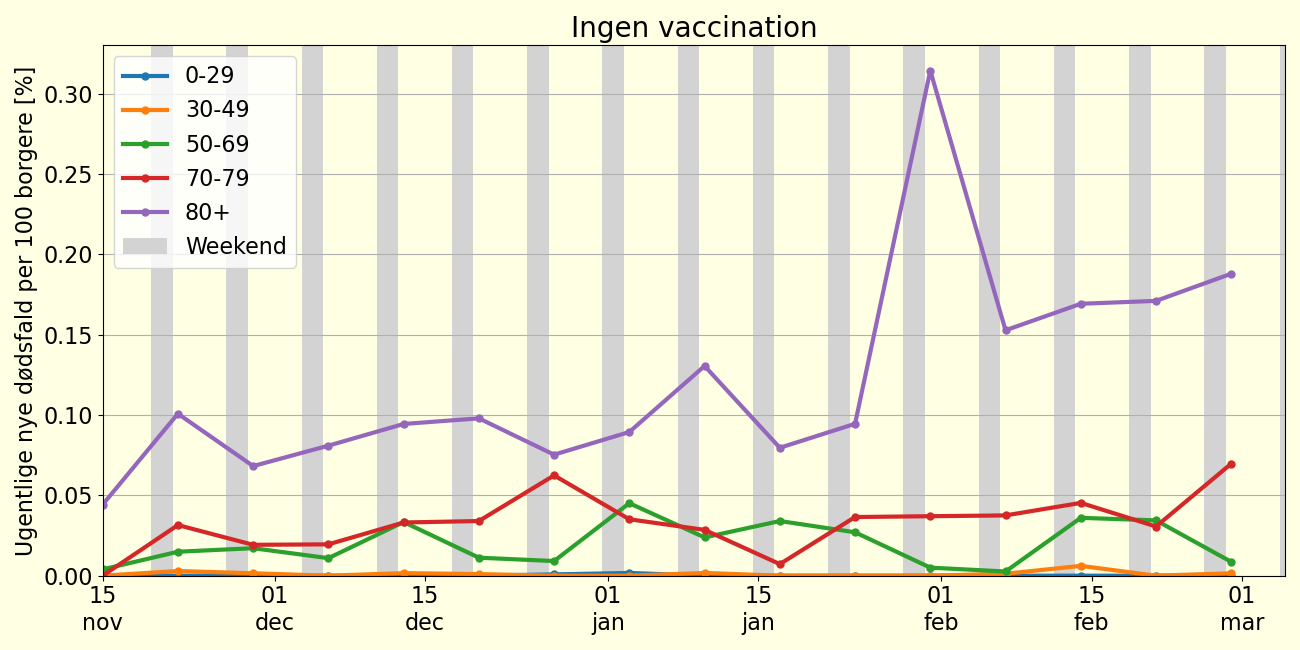 Ingen vaccination
Ugentlige nye dødsfald per 100 borgere [%]
0.30
0.25
0.20
0.15
0.10
0.05
0.00
0-29
30-49
50-69
70-79
80+
Weekend
15 01 15 01 15 01 15 01
nov dec dec jan jan feb feb mar